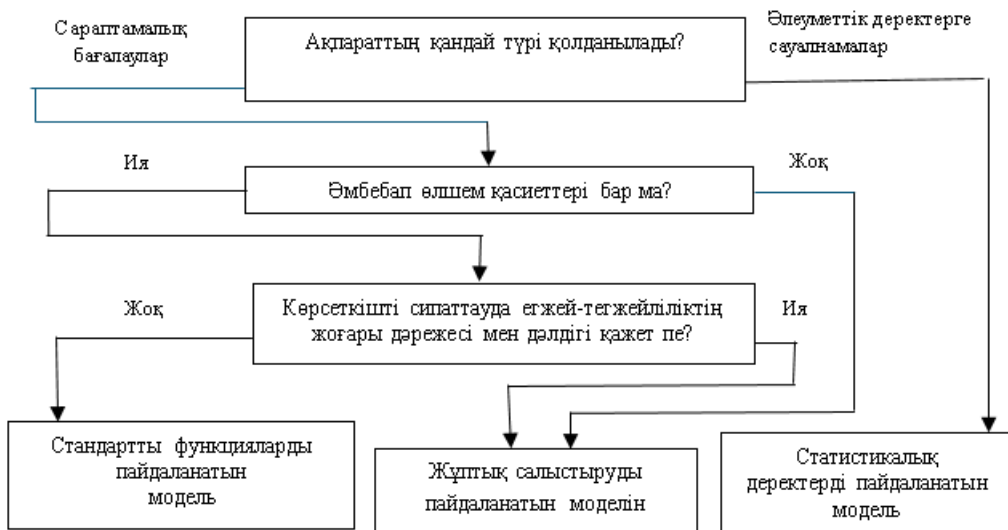 Сараптамалық
бағалаулар
Ақпараттың қандай түрі қолданылады?
Әлеуметтік деректерге
сауалнамалар
Ия
Жоқ
Әмбебап өлшем қасиеттері бар ма?
Жоқ
Көрсеткішті сипаттауда егжей-тегжейліліктің
жоғары дәрежесі мен дәлдігі қажет пе?
Ия
Стандартты функцияларды
пайдаланатын
модель
Жұптық салыстыруды
пайдаланатын моделін
Статистикалық
деректерді пайдаланатын
модель